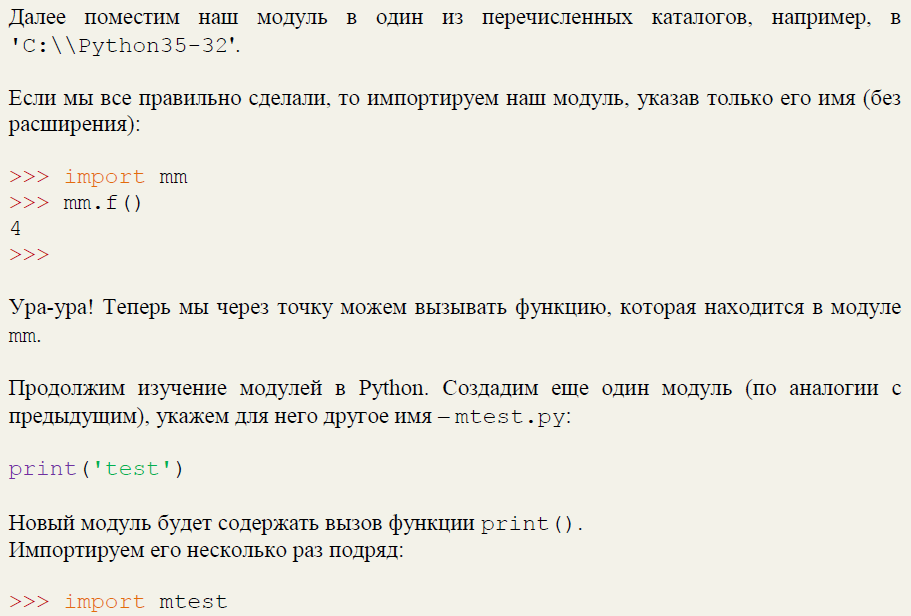 Далее поместим наш модуль в один из перечисленных каталогов, например, в
'C:\\Python35-32'.
Если мы все правильно сделали, то импортируем наш модуль, указав только его имя (без
расширения):
>>> import mm
>>> mm.f()
4
>>>
Ура-ура! Теперь мы через точку можем вызывать функцию, которая находится в модуле
mm.
Продолжим изучение модулей в Python. Создадим еще один модуль (по аналогии с
предыдущим), укажем для него другое имя – mtest.py:
print('test')
Новый модуль будет содержать вызов функции print().
Импортируем его несколько раз подряд:
>>> import mtest